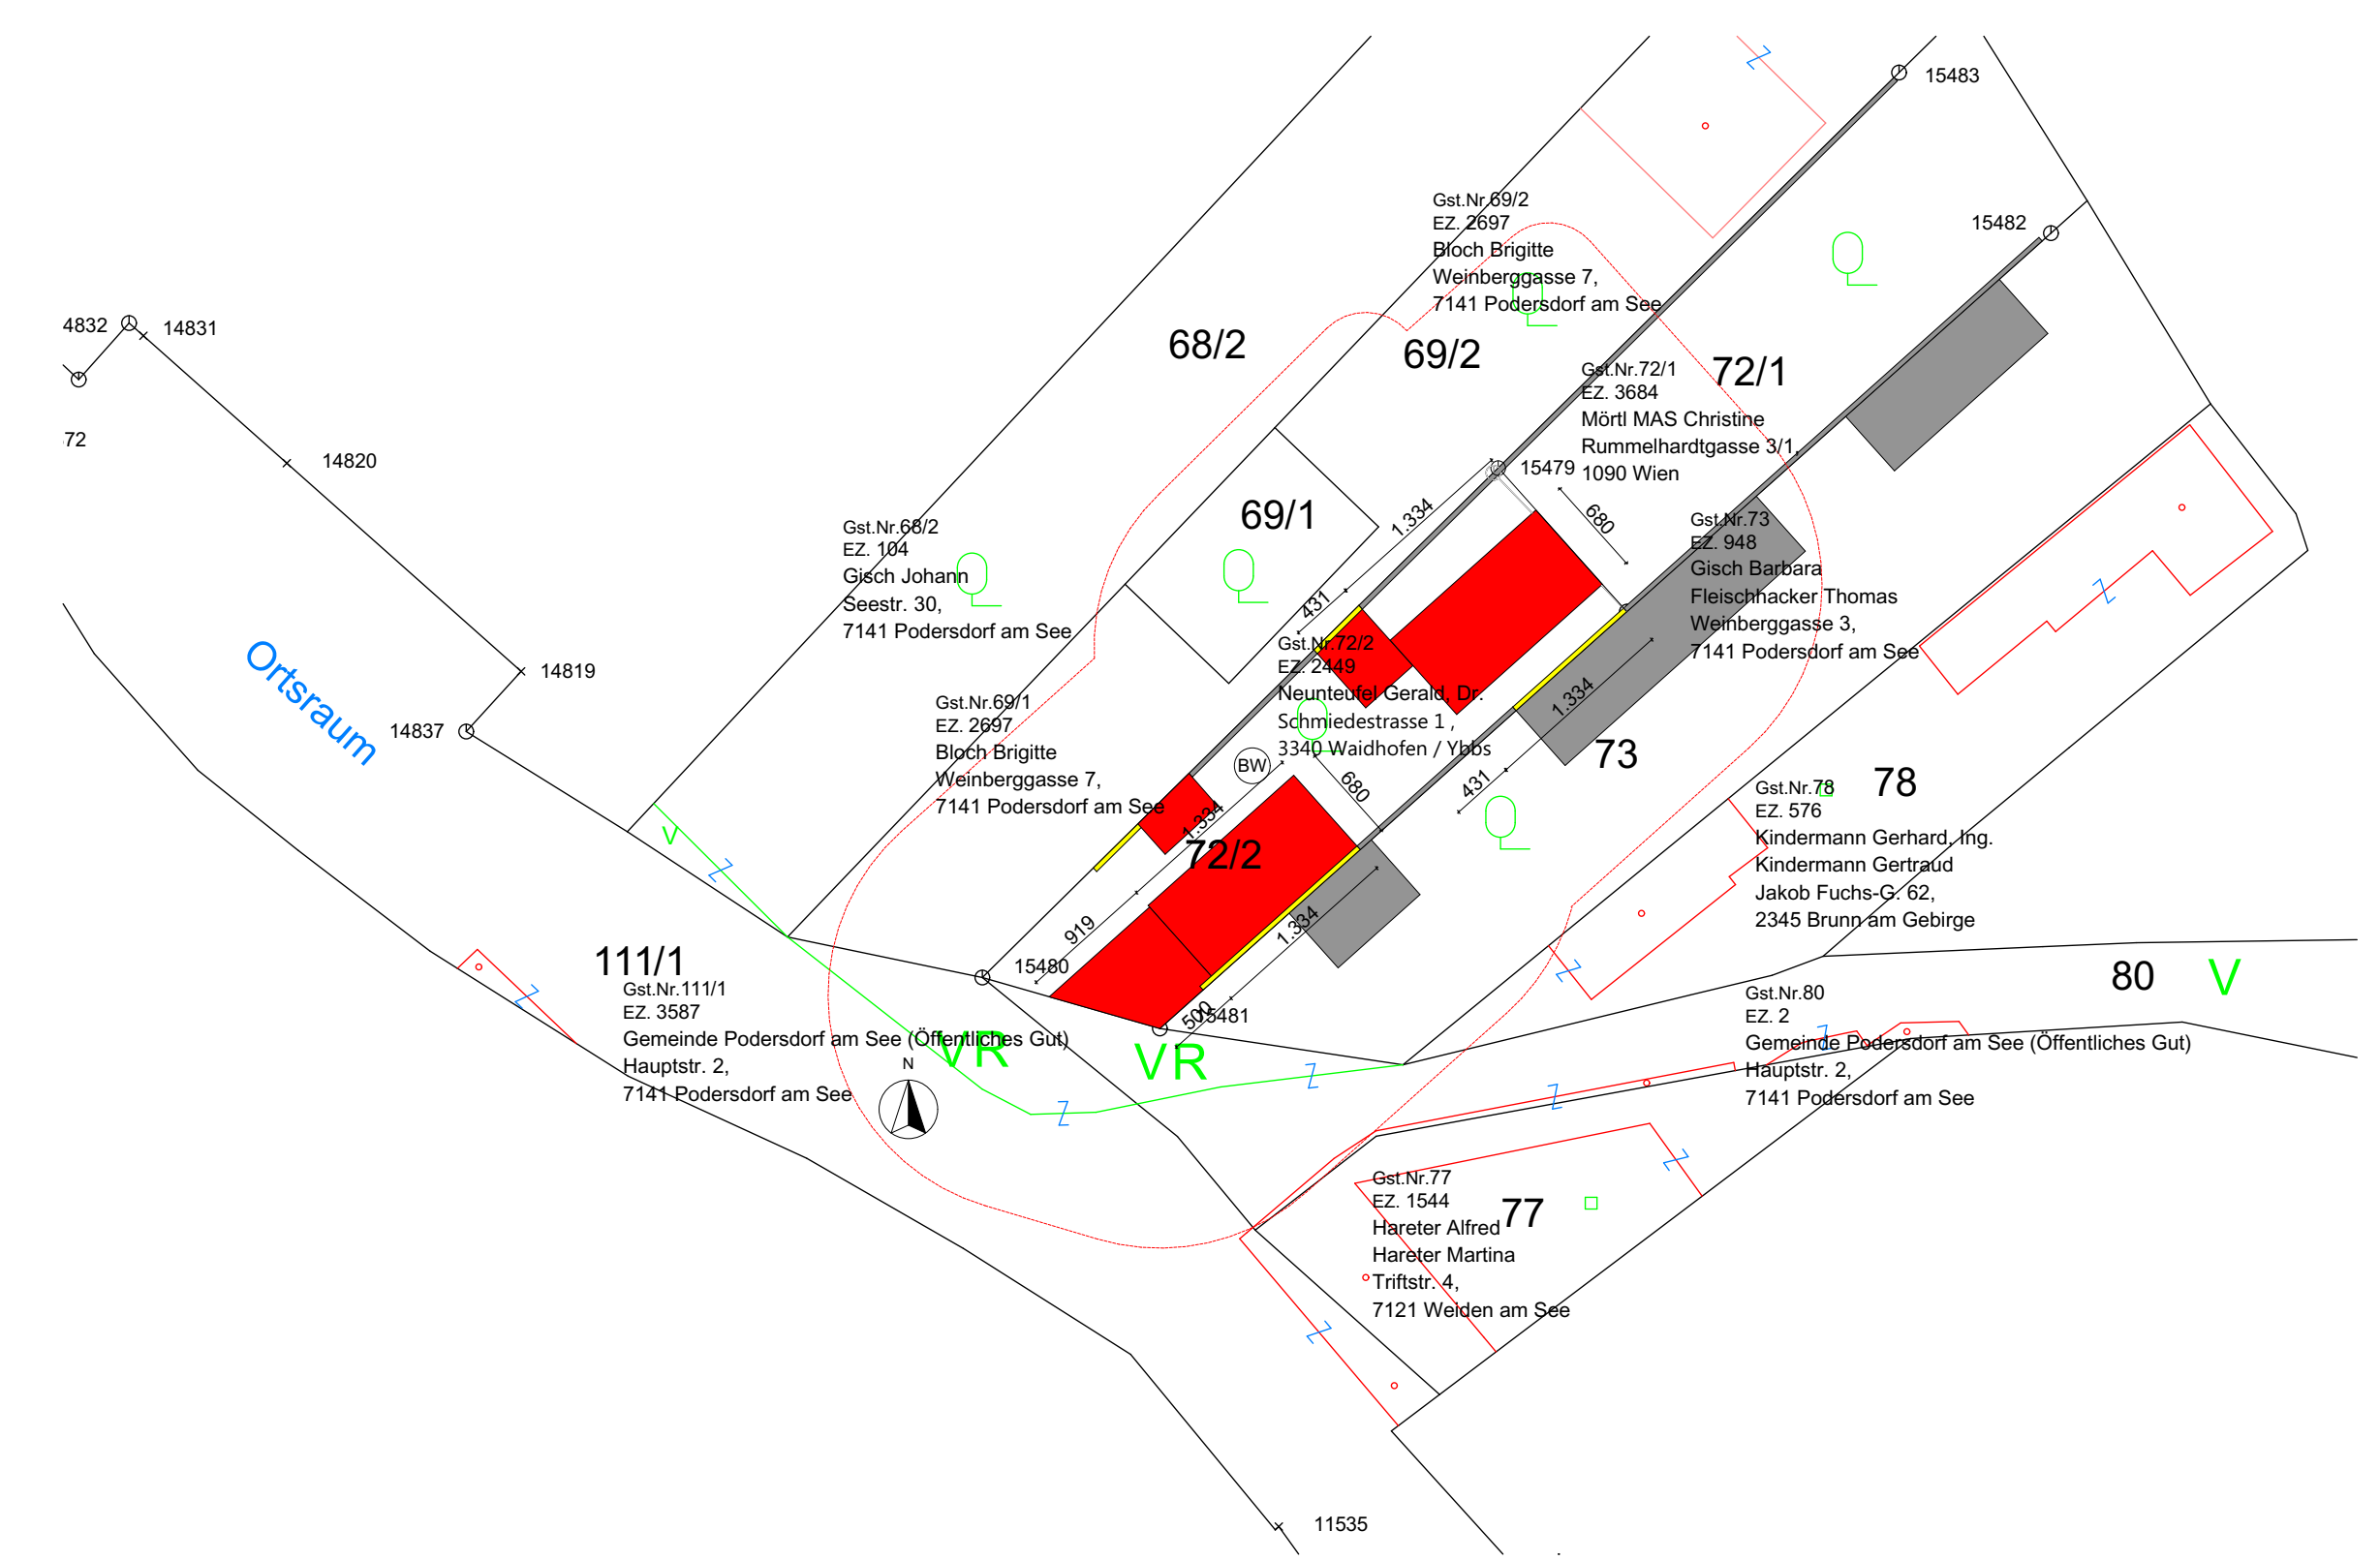 15483
Gst.Nr.69/2
EZ. 2697
Bloch Brigitte
Weinberggasse 7,
7141 Podersdorf am See
15482
4832
14831
68/2
69/2
72/1
Gst.Nr.72/1
EZ. 3684
Mörtl MAS Christine
Rummelhardtgasse 3/1,
1090 Wien
72
14820
15479
1.334
680
69/1
Gst.Nr.68/2
EZ. 104
Gisch Johann
Seestr. 30,
7141 Podersdorf am See
Gst.Nr.73
EZ. 948
Gisch Barbara
Fleischhacker Thomas
Weinberggasse 3,
7141 Podersdorf am See
431
Gst.Nr.72/2
EZ. 2449
Neunteufel Gerald, Dr.
Schmiedestrasse 1 ,
3340 Waidhofen / Ybbs
Ortsraum
14819
14837
Gst.Nr.69/1
EZ. 2697
Bloch Brigitte
Weinberggasse 7,
7141 Podersdorf am See
1.334
73
431
BW
680
78
Gst.Nr.78
EZ. 576
Kindermann Gerhard, Ing.
Kindermann Gertraud
Jakob Fuchs-G. 62,
2345 Brunn am Gebirge
V
1.334
72/2
919
1.334
111/1
Gst.Nr.111/1
EZ. 3587
Gemeinde Podersdorf am See (Öffentliches Gut)
Hauptstr. 2,
7141 Podersdorf am See
15480
500
15481
VR
VR
N
80
V
Gst.Nr.80
EZ. 2
Gemeinde Podersdorf am See (Öffentliches Gut)
Hauptstr. 2,
7141 Podersdorf am See
Gst.Nr.77
EZ. 1544
Hareter Alfred
Hareter Martina
Triftstr. 4,
7121 Weiden am See
77
11535